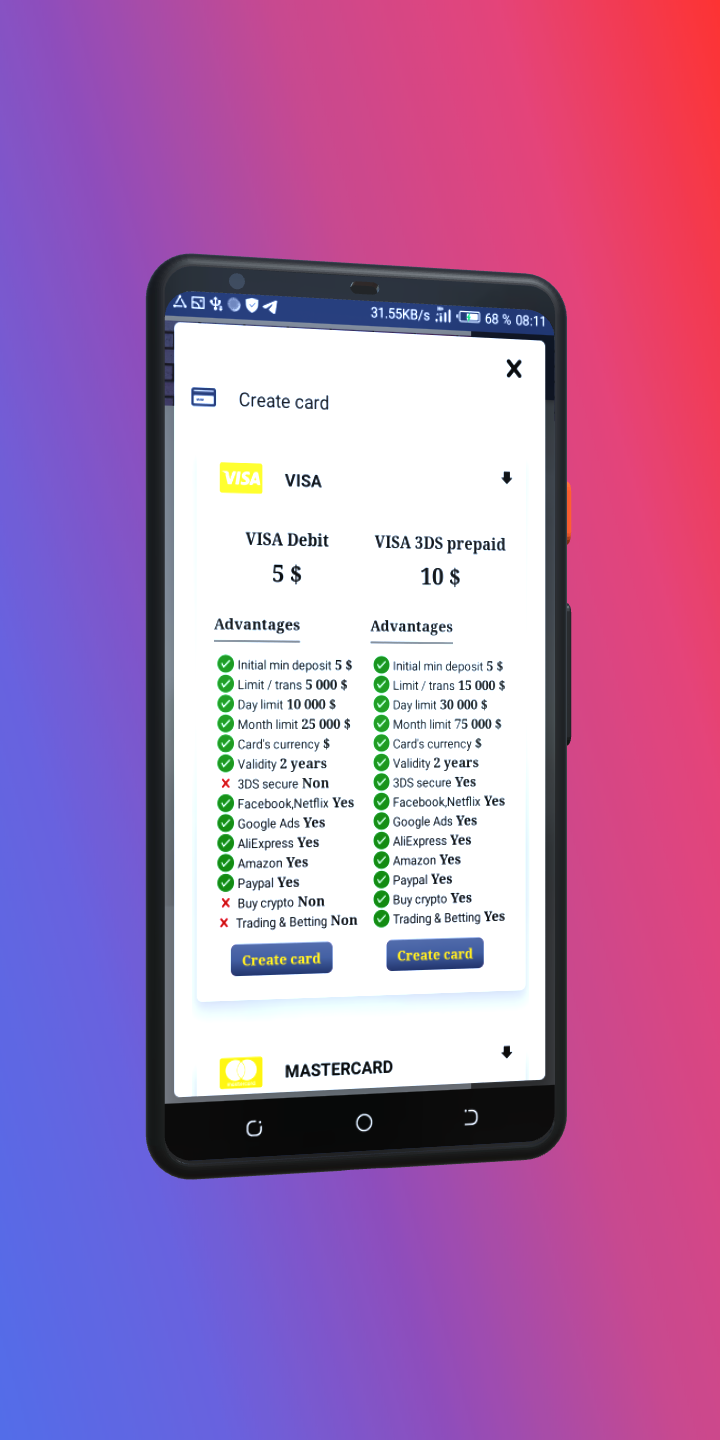 31.55KB/s 68 % 08:11
Create card
VISA VISA
VISA Debit VISA 3DS prepaid
5 $ 10 $
Advantages Advantages
Initial min deposit 5 $ Initial min deposit 5 $
Limit / trans 5 000 $ Limit / trans 15 000 $
Day limit 10 000 $ Day limit 30 000 $
Month limit 25 000 $ Month limit 75 000 $
Card's currency $ Card's currency $
Validity 2 years Validity 2 years
3DS secure Non 3DS secure Yes
Facebook,Netflix Yes Facebook,Netflix Yes
Google Ads Yes Google Ads Yes
AliExpress Yes AliExpress Yes
Amazon Yes Amazon Yes
Paypal Yes Paypal Yes
Buy crypto Non Buy crypto Yes
Trading & Betting Non Trading & Betting Yes
Create card Create card
MASTERCARD